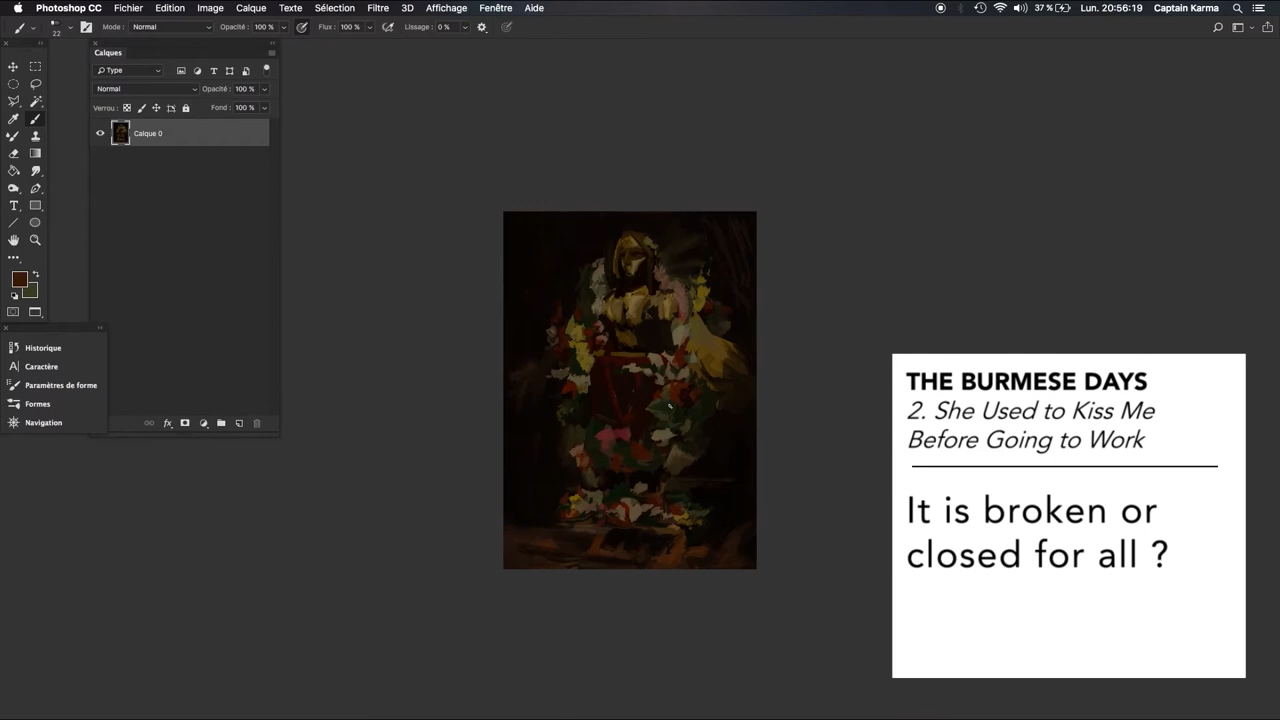 Photoshop CC Fichier Edition Image Calque Texte Sélection Filtre 3D Affichage Fenêtre Aide 37 % Lun. 20:56:19 Captain Karma
22 Mode : Normal Opacité : 100 % Flux : 100 % Lissage : 0 %
Calques
Type
Normal Opacité : 100 %
Verrou : Fond : 100 %
Calque 0
Historique
Caractère
Paramètres de forme
Formes
Navigation
fx
THE BURMESE DAYS
2. She Used to Kiss Me
Before Going to Work
It is broken or
closed for all ?